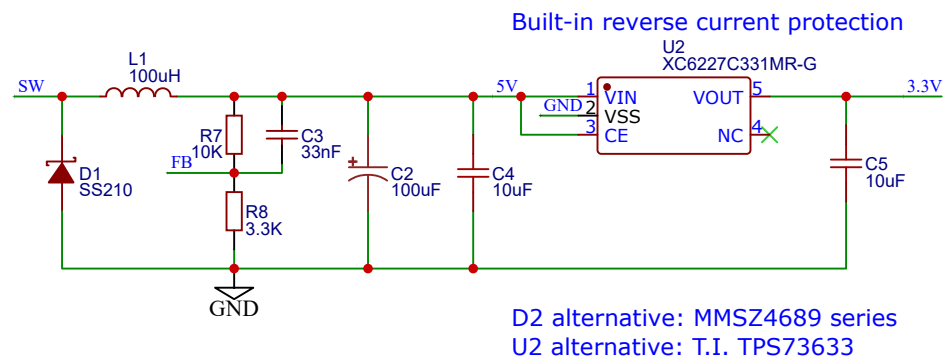 Built-in reverse current protection
U2
XC6227C331MR-G
L1
100uH
SW
5V
1
VIN
VOUT
5
3.3V
GND
2
VSS
3
CE
NC
4
R7
10K
C3
33nF
FB
D1
SS210
C2
100uF
C4
10uF
C5
10uF
R8
3.3K
GND
D2 alternative: MMSZ4689 series
U2 alternative: T.I. TPS73633